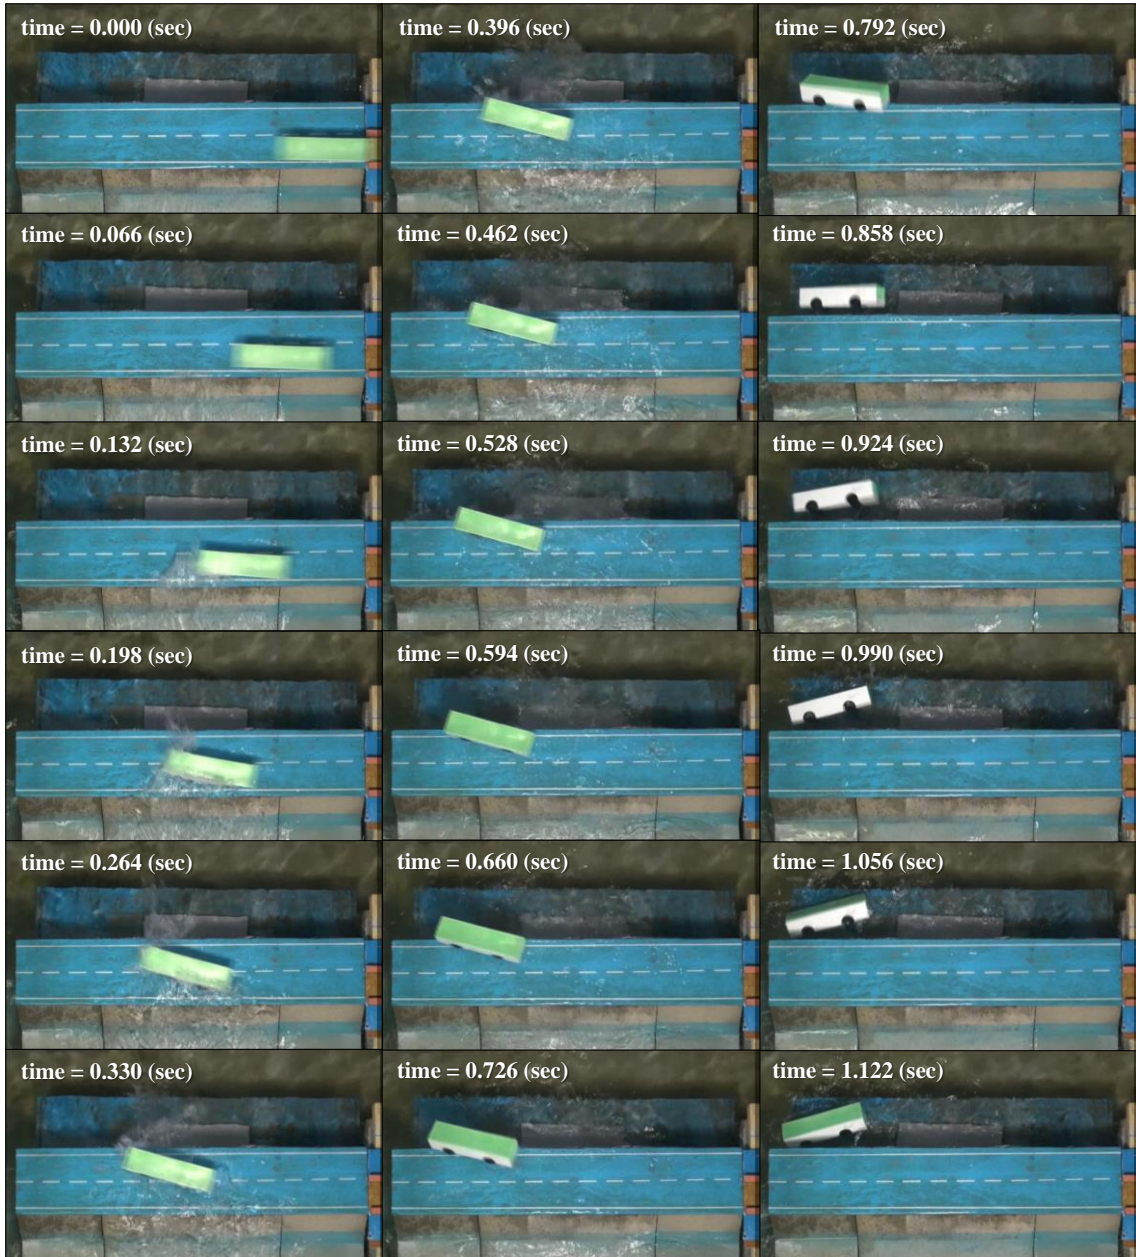 time = 0.000 (sec)
time = 0.066 (sec)
time = 0.132 (sec)
time = 0.198 (sec)
time = 0.264 (sec)
time = 0.330 (sec)
time = 0.396 (sec)
time = 0.462 (sec)
time = 0.528 (sec)
time = 0.594 (sec)
time = 0.660 (sec)
time = 0.726 (sec)
time = 0.792 (sec)
time = 0.858 (sec)
time = 0.924 (sec)
time = 0.990 (sec)
time = 1.056 (sec)
time = 1.122 (sec)